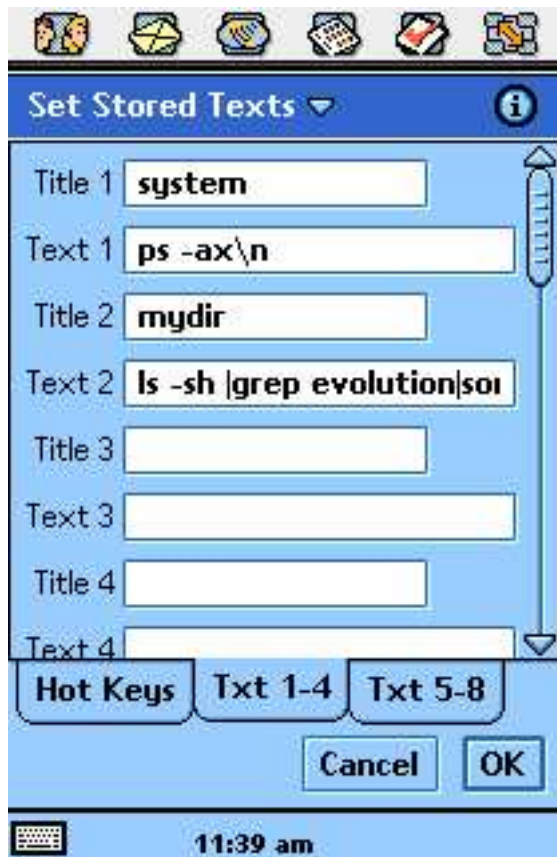 Set Stored Texts
Title 1 system
Text 1 ps -ax\n
Title 2 mydir
Text 2 ls -sh |grep evolution|
Title 3
Text 3
Title 4
Text 4
Hot Keys Txt 1-4 Txt 5-8
Cancel OK
11:39 am